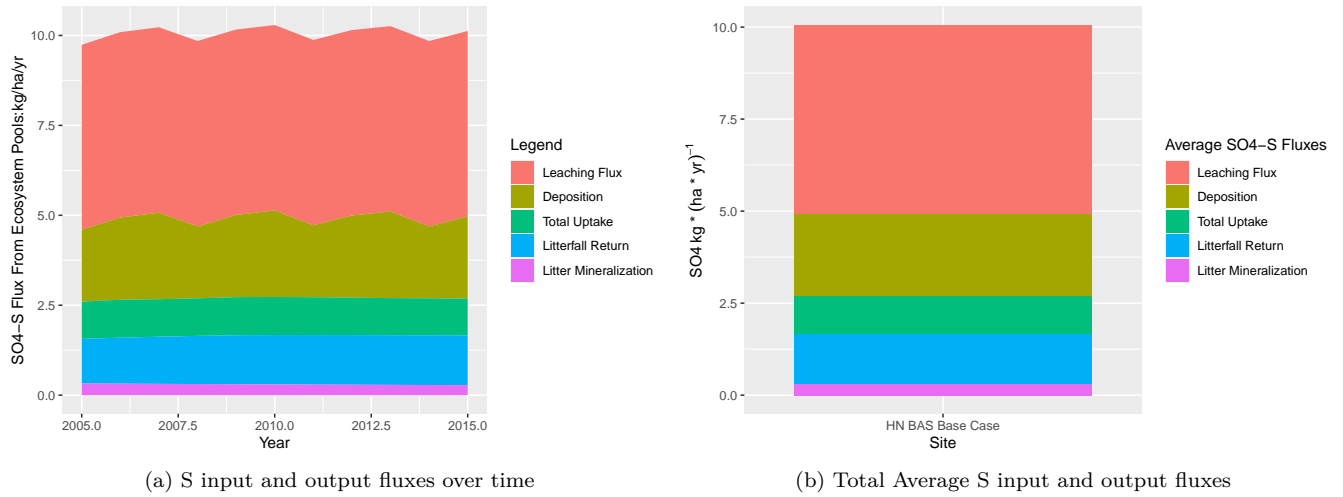 SO4−S Flux From Ecosystem Pools:kg/ha/yr
10.0
7.5
5.0
2.5
0.0
2005.0 2007.5 2010.0 2012.5 2015.0
Year
Legend
Leaching Flux
Deposition
Total Uptake
Litterfall Return
Litter Mineralization
(a) S input and output fluxes over time
SO4 kg * (ha * yr)⁻¹
10.0
7.5
5.0
2.5
0.0
HN BAS Base Case
Site
Average SO4−S Fluxes
Leaching Flux
Deposition
Total Uptake
Litterfall Return
Litter Mineralization
(b) Total Average S input and output fluxes